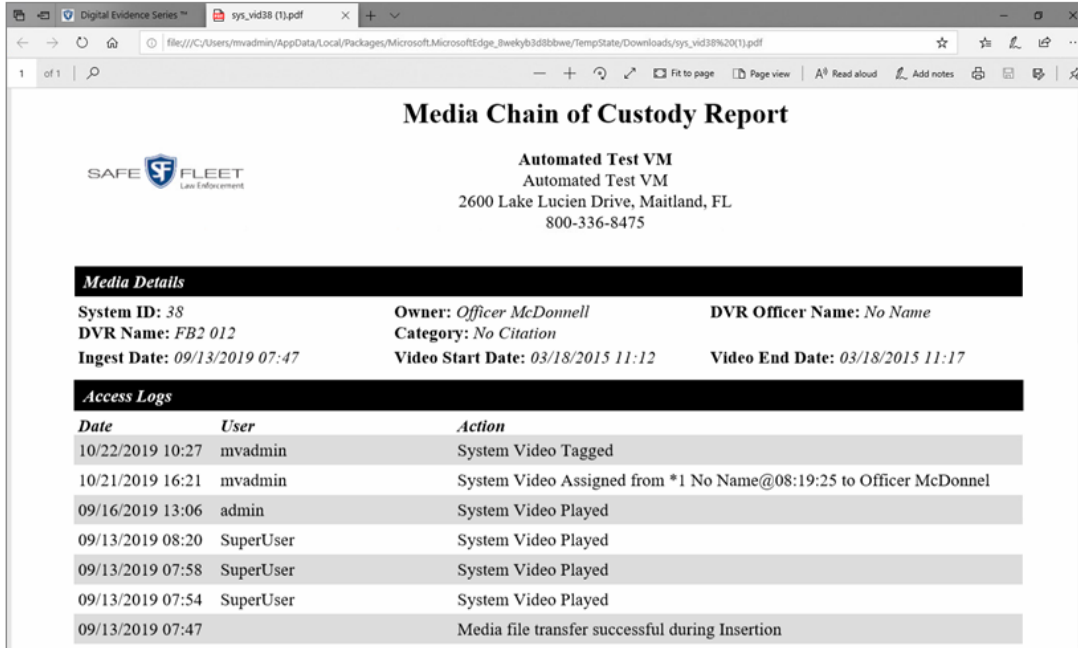 Digital Evidence Series ™
sys_vid38 (1).pdf
file:///C:/Users/mvadmin/AppData/Local/Packages/Microsoft.MicrosoftEdge_8wekyb3d8bbwe/TempState/Downloads/sys_vid38%20(1).pdf
1 of 1 Fit to page Page view Read aloud Add notes
Media Chain of Custody Report
SAFE SF FLEET
Law Enforcement
Automated Test VM
Automated Test VM
2600 Lake Lucien Drive, Maitland, FL
800-336-8475
Media Details
System ID: 38 Owner: Officer McDonnell DVR Officer Name: No Name
DVR Name: FB2 012 Category: No Citation
Ingest Date: 09/13/2019 07:47 Video Start Date: 03/18/2015 11:12 Video End Date: 03/18/2015 11:17
Access Logs
Date User Action
10/22/2019 10:27 mvadmin System Video Tagged
10/21/2019 16:21 mvadmin System Video Assigned from *1 No Name@08:19:25 to Officer McDonnel
09/16/2019 13:06 admin System Video Played
09/13/2019 08:20 SuperUser System Video Played
09/13/2019 07:58 SuperUser System Video Played
09/13/2019 07:54 SuperUser System Video Played
09/13/2019 07:47 Media file transfer successful during Insertion